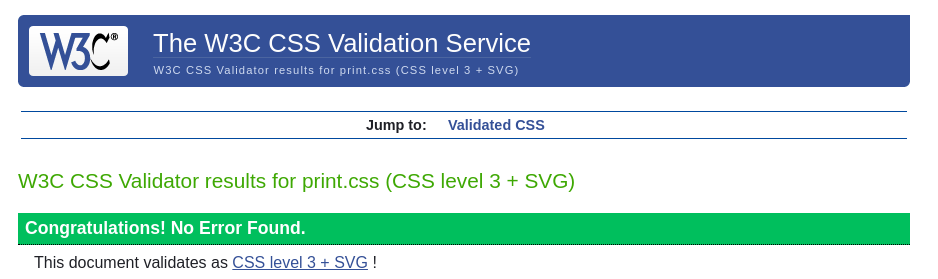 W3C®
The W3C CSS Validation Service
W3C CSS Validator results for print.css (CSS level 3 + SVG)
Jump to: Validated CSS
W3C CSS Validator results for print.css (CSS level 3 + SVG)
Congratulations! No Error Found.
This document validates as CSS level 3 + SVG !